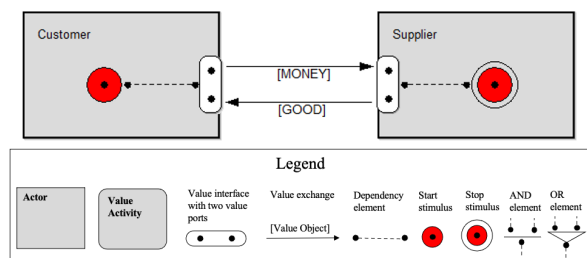 Customer
Supplier
[MONEY]
[GOOD]
Legend
Actor
Value
Activity
Value interface
with two value
ports
Value exchange
[Value Object]
Dependency
element
Start
stimulus
Stop
stimulus
AND
element
OR
element